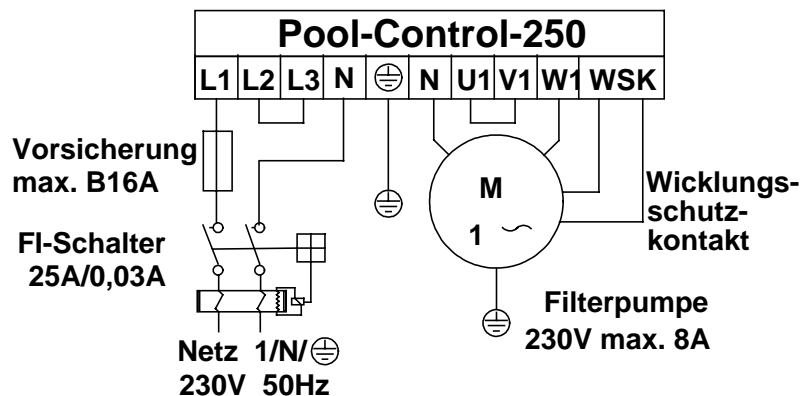 Pool-Control-250
L1 L2 L3 N N U1 V1 W1 WSK
Vorsicherung
max. B16A
FI-Schalter
25A/0,03A
M
1 ~
Wicklungs-
schutz-
kontakt
Filterpumpe
230V max. 8A
Netz 1/N/⏚
230V 50Hz